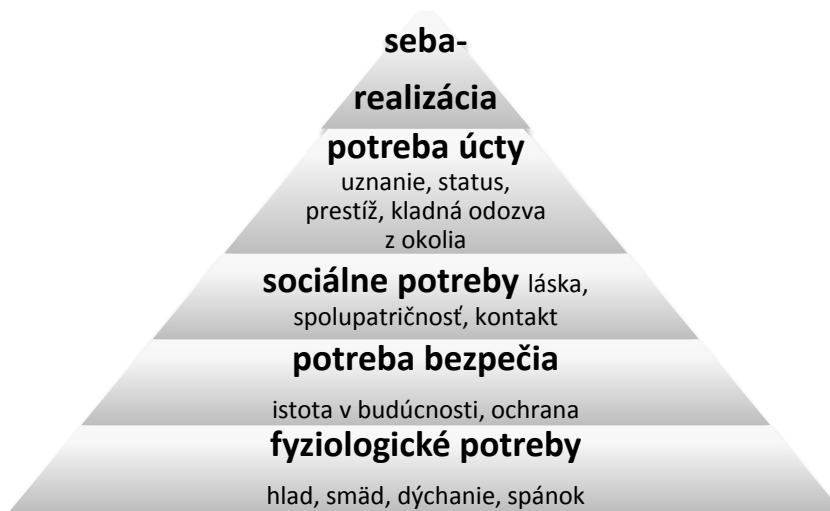 seba-
realizácia
potreba úcty
uznanie, status,
prestíž, kladná odozva
z okolia
sociálne potreby láska,
spolupatričnosť, kontakt
potreba bezpečia
istota v budúcnosti, ochrana
fyziologické potreby
hlad, smäd, dýchanie, spánok